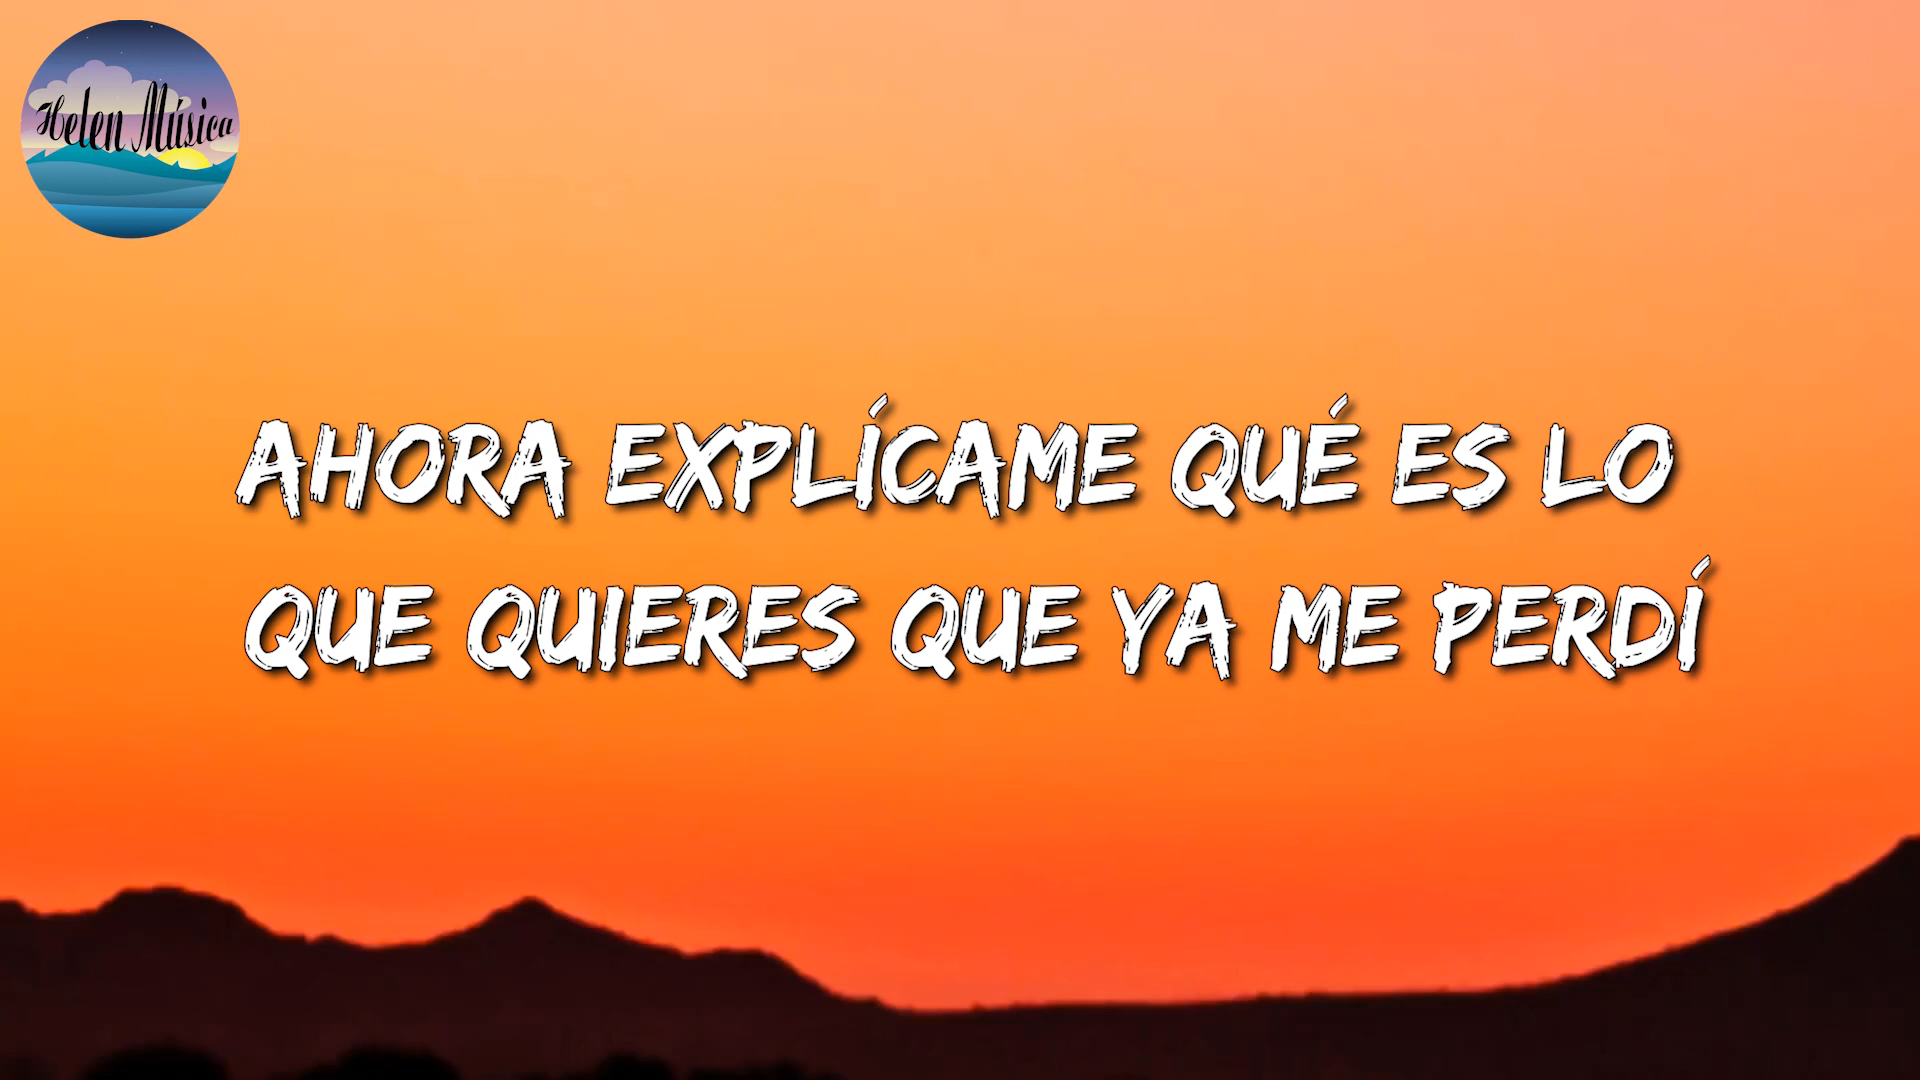 Helen Música
AHORA EXPLÍCAME QUÉ ES LO
QUE QUIERES QUE YA ME PERDÍ